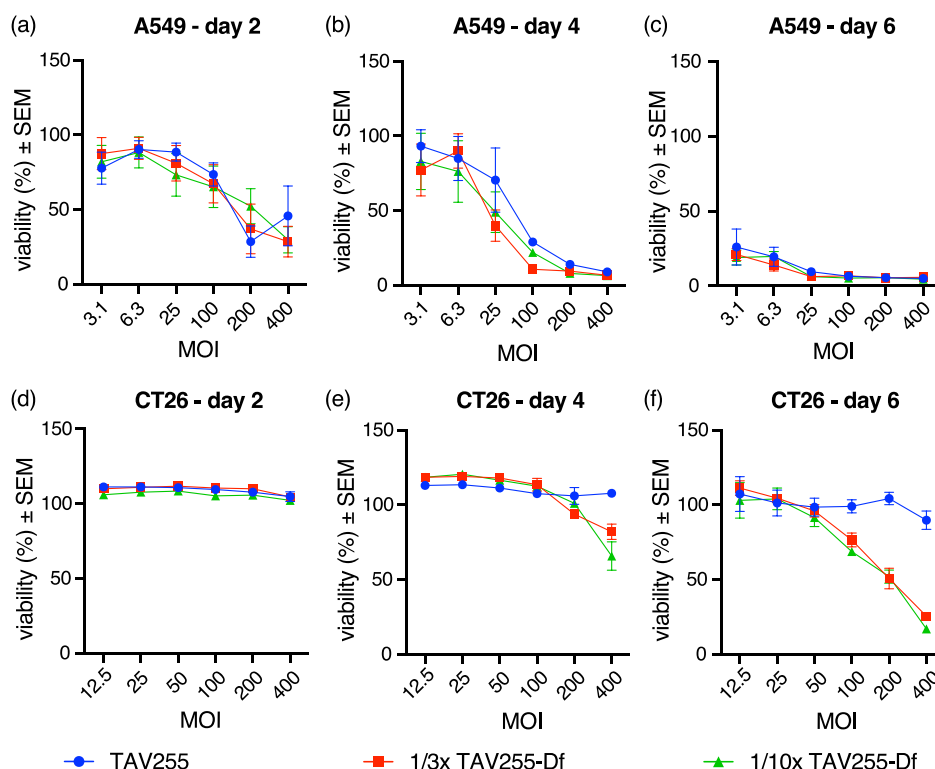 (a) A549 - day 2
(b) A549 - day 4
(c) A549 - day 6
viability (%) ± SEM
150
100
50
0
3.1 6.3 25 100 200 400
MOI
viability (%) ± SEM
150
100
50
0
3.1 6.3 25 100 200 400
MOI
viability (%) ± SEM
150
100
50
0
3.1 6.3 25 100 200 400
MOI
(d) CT26 - day 2
(e) CT26 - day 4
(f) CT26 - day 6
viability (%) ± SEM
150
100
50
0
12.5 25 50 100 200 400
MOI
viability (%) ± SEM
150
100
50
0
12.5 25 50 100 200 400
MOI
viability (%) ± SEM
150
100
50
0
12.5 25 50 100 200 400
MOI
TAV255 1/3x TAV255-Df 1/10x TAV255-Df